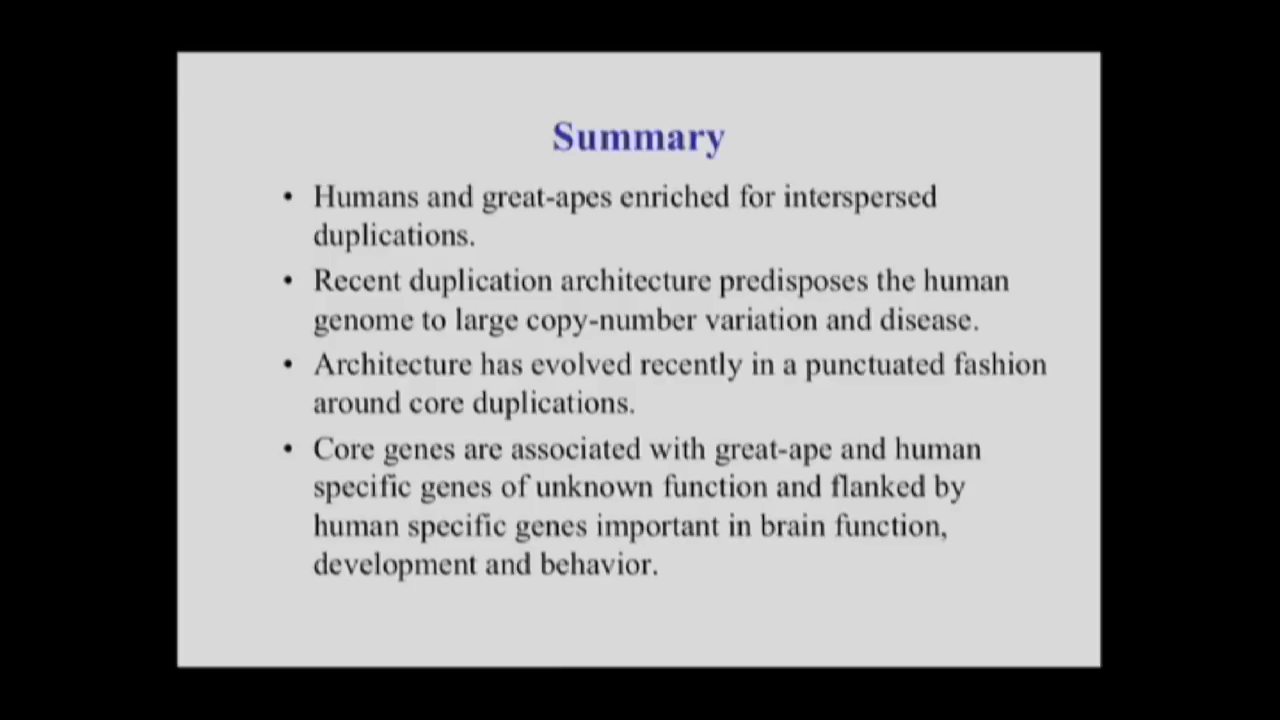 Summary
• Humans and great-apes enriched for interspersed
duplications.
• Recent duplication architecture predisposes the human
genome to large copy-number variation and disease.
• Architecture has evolved recently in a punctuated fashion
around core duplications.
• Core genes are associated with great-ape and human
specific genes of unknown function and flanked by
human specific genes important in brain function,
development and behavior.